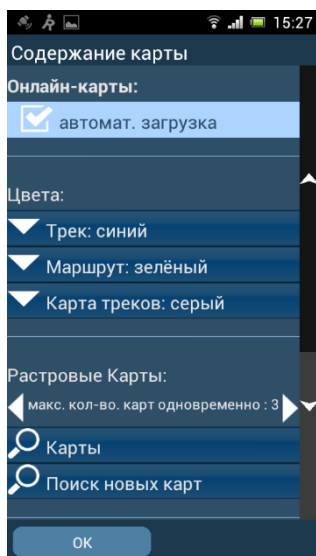 15:27
Содержание карты
Онлайн-карты:
автомат. загрузка
Цвета:
Трек: синий
Маршрут: зелёный
Карта треков: серый
Растровые Карты:
макс. кол-во. карт одновременно : 3
Карты
Поиск новых карт
ОК